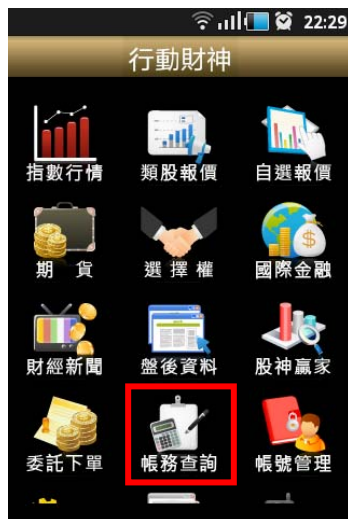 22:29
行動財神
指數行情 類股報價 自選報價
期 貨 選 擇 權 國際金融
財經新聞 盤後資料 股神贏家
委託下單 帳務查詢 帳號管理